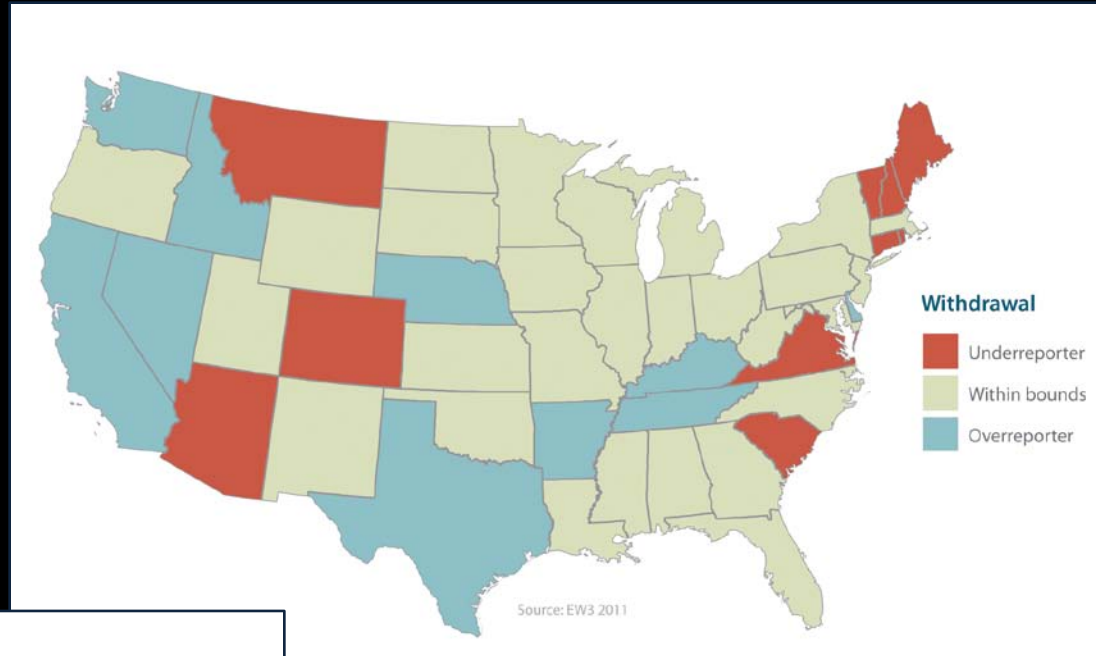 Withdrawal
Underreporter
Within bounds
Overreporter
Source: EW3 2011